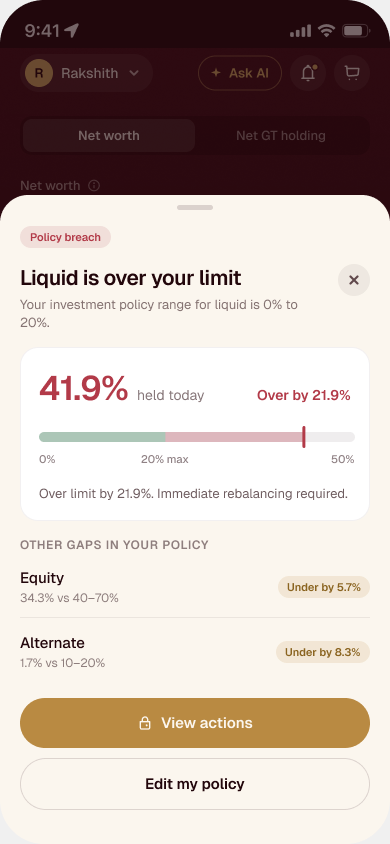 9:41
R Rakshith Ask AI
Net worth Net GT holding
Net worth
Policy breach
Liquid is over your limit
Your investment policy range for liquid is 0% to
20%.
41.9% held today Over by 21.9%
0% 20% max 50%
Over limit by 21.9%. Immediate rebalancing required.
OTHER GAPS IN YOUR POLICY
Equity
34.3% vs 40–70%
Under by 5.7%
Alternate
1.7% vs 10–20%
Under by 8.3%
View actions
Edit my policy